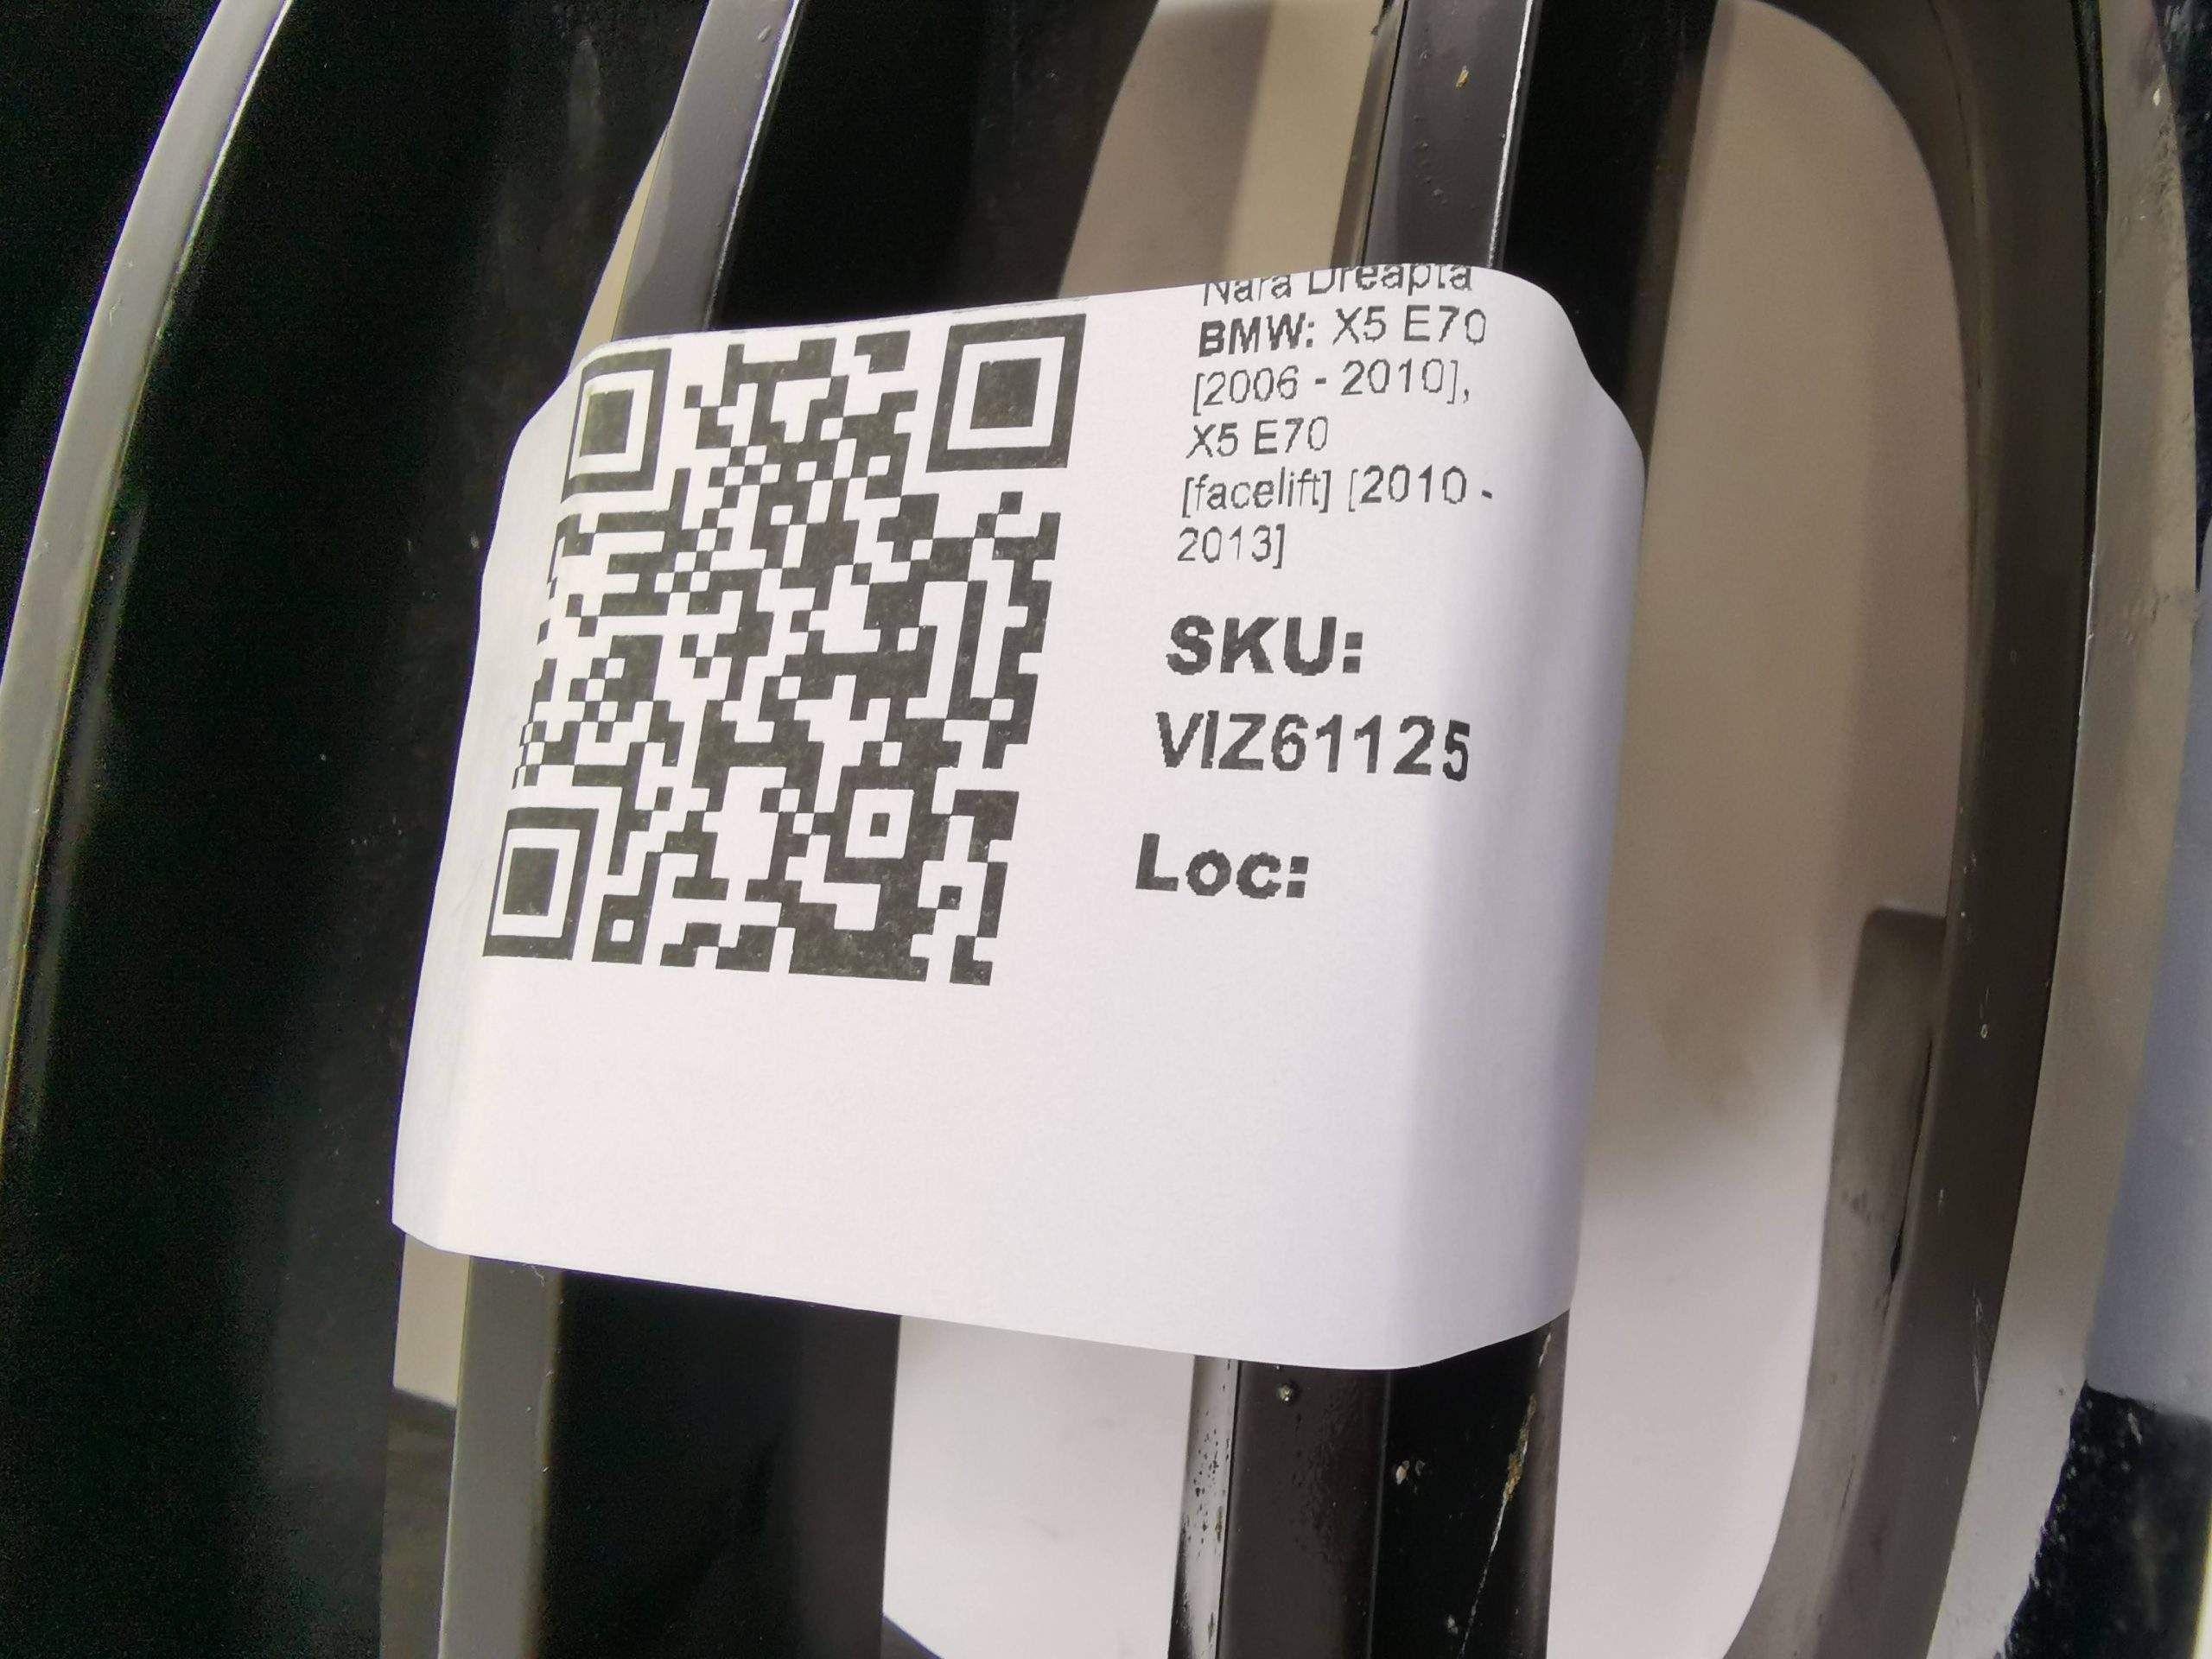 Nara Dreapta
BMW: X5 E70
[2006 - 2010],
X5 E70
[facelift] [2010 -
2013]
SKU:
VIZ61125
Loc: